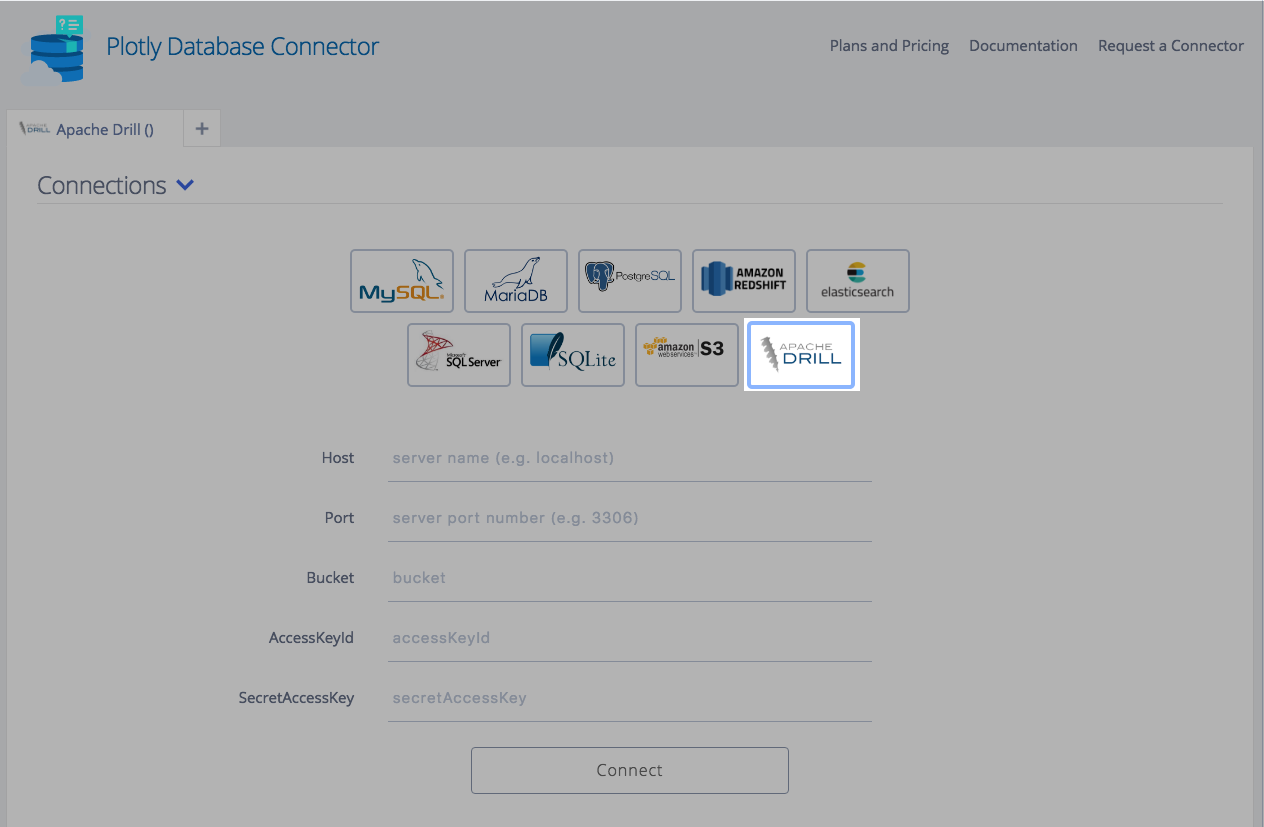 Plotly Database Connector
Plans and Pricing Documentation Request a Connector
APACHE DRILL Apache Drill () +
Connections
MySQL. MariaDB PostgreSQL AMAZON REDSHIFT elasticsearch
Microsoft SQL Server SQLite amazon web services S3 APACHE DRILL
Host server name (e.g. localhost)
Port server port number (e.g. 3306)
Bucket bucket
AccessKeyId accessKeyId
SecretAccessKey secretAccessKey
Connect